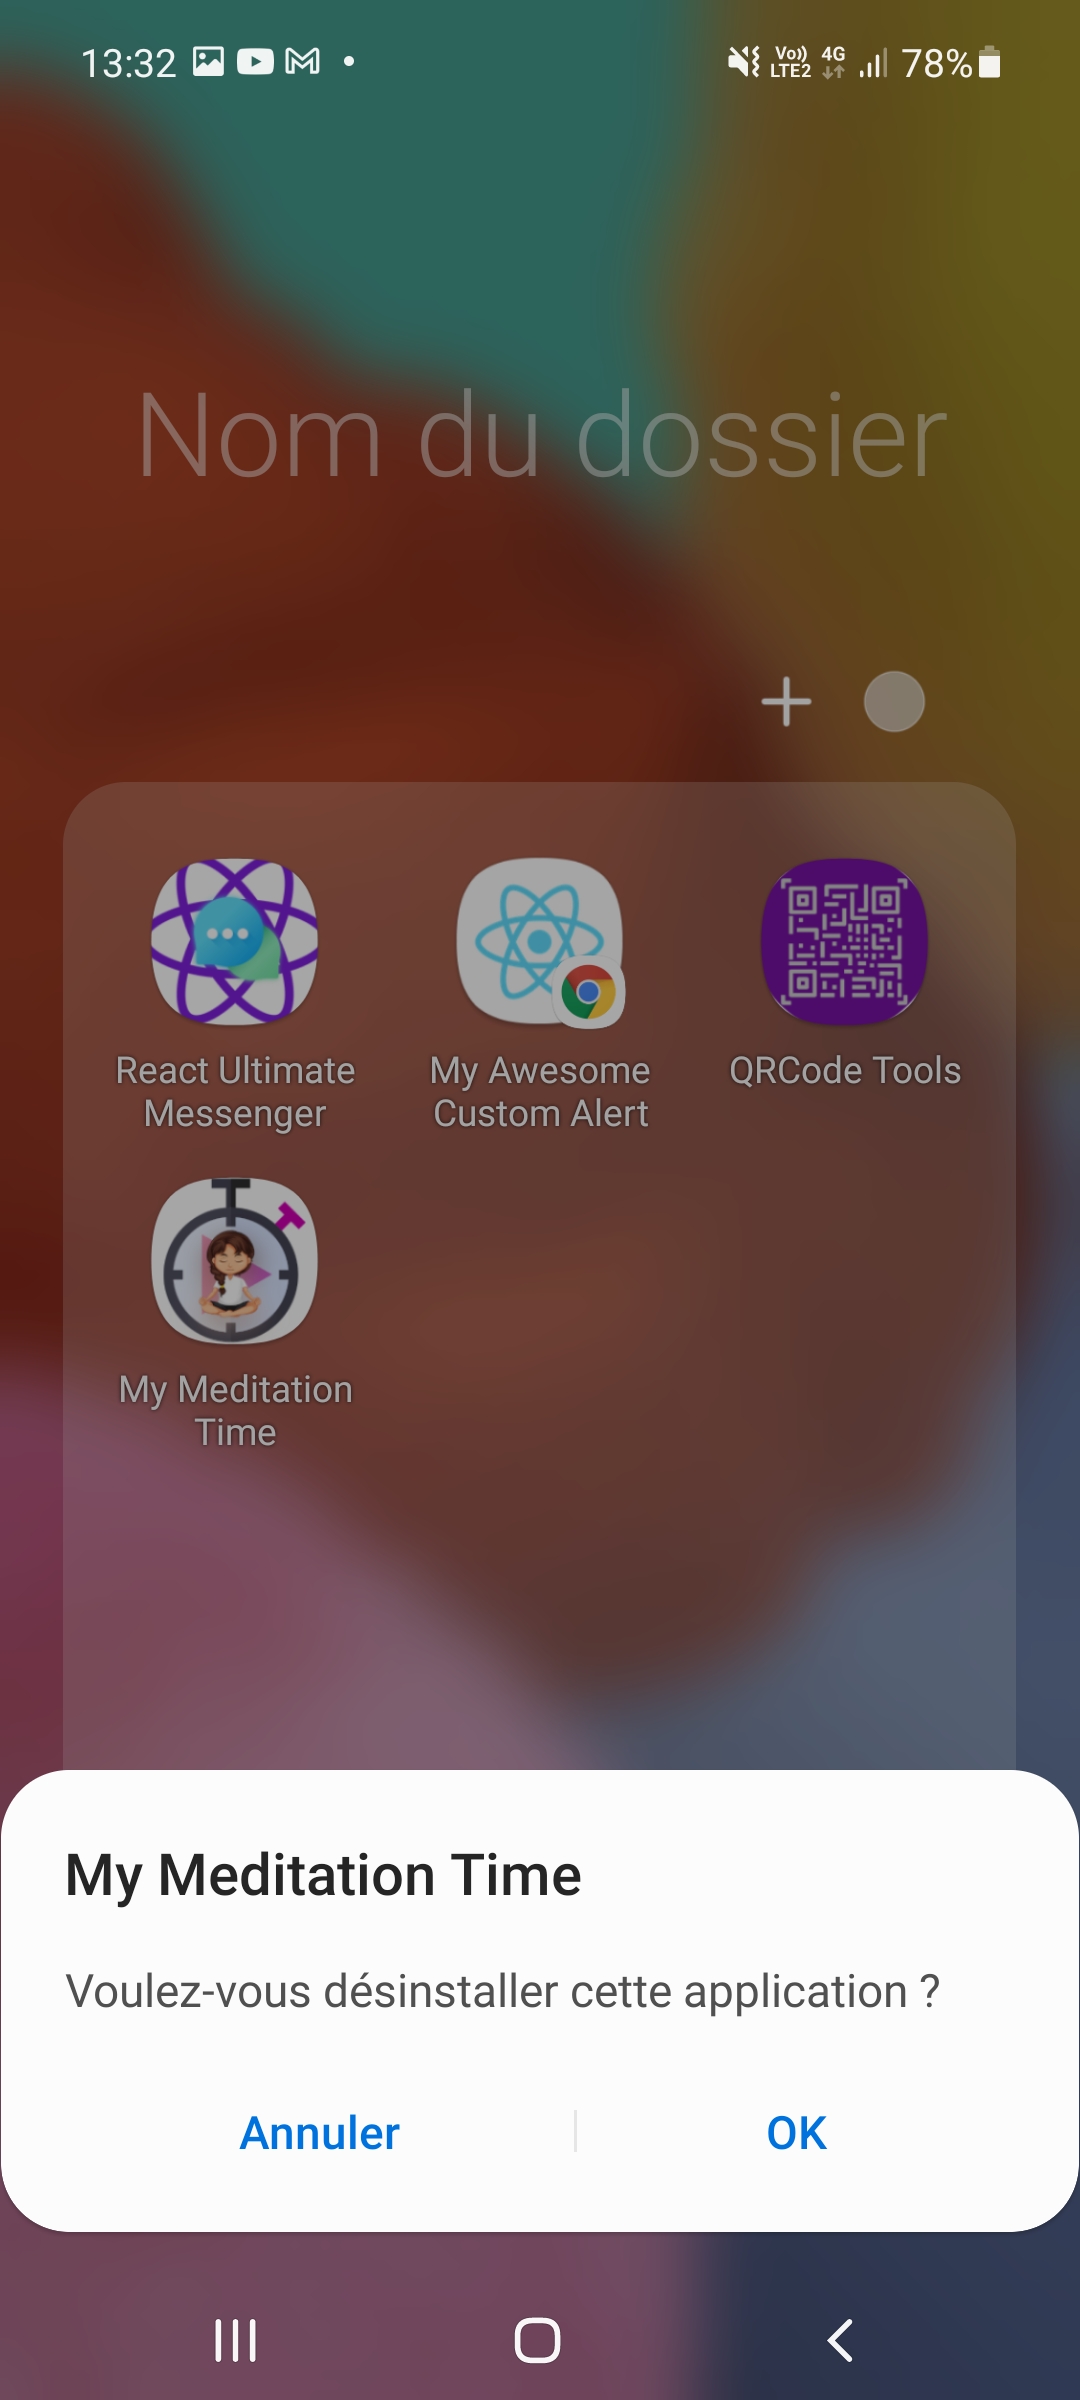 13:32
Vo)) LTE2 4G 78%
Nom du dossier
React Ultimate Messenger
My Awesome Custom Alert
QRCode Tools
My Meditation Time
My Meditation Time
Voulez-vous désinstaller cette application ?
Annuler
OK